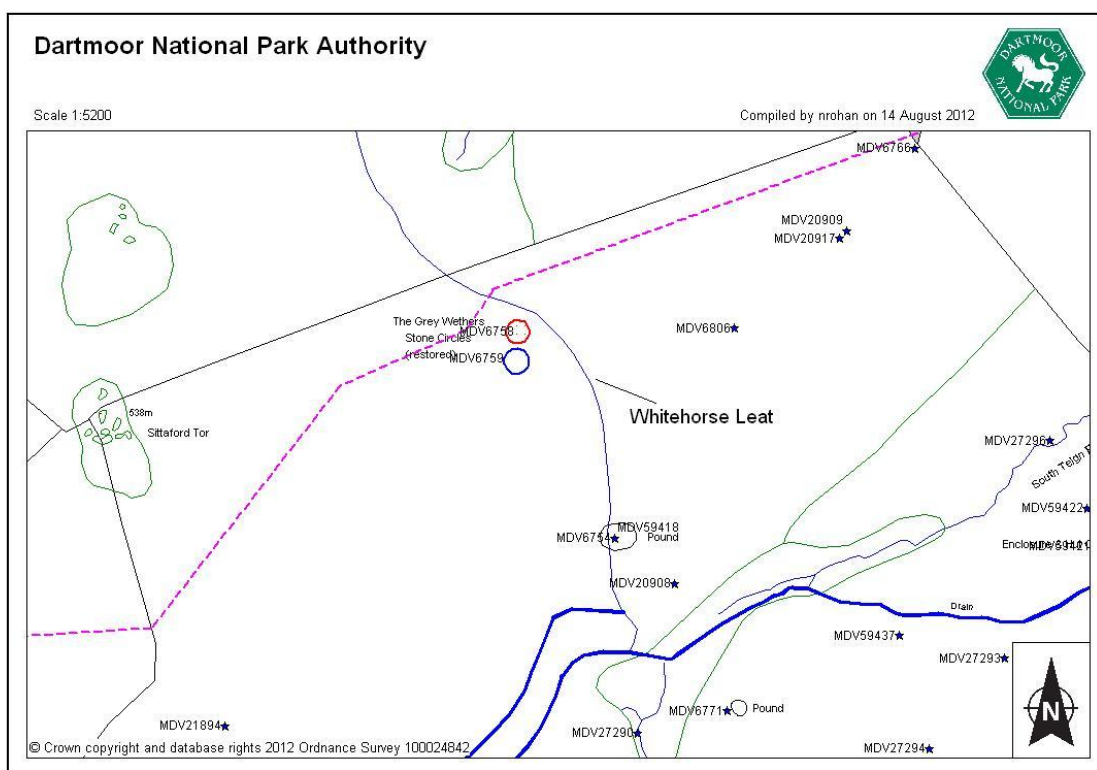 Dartmoor National Park Authority
DARTMOOR
NATIONAL PARK
Scale 1:5200
Compiled by nrohan on 14 August 2012
MDV6766
MDV20909
MDV20917
The Grey Wethers
MDV6758
Stone Circles
(restored)
MDV6759
MDV6806
Whitehorse Leat
538m
Sittaford Tor
MDV27296
South Teign
MDV59422
MDV59418
MDV6754
Pound
MDV20908
Drain
MDV59437
MDV27293
MDV6771
Pound
MDV21894
MDV27290
MDV27294
N
© Crown copyright and database rights 2012 Ordnance Survey 100024842